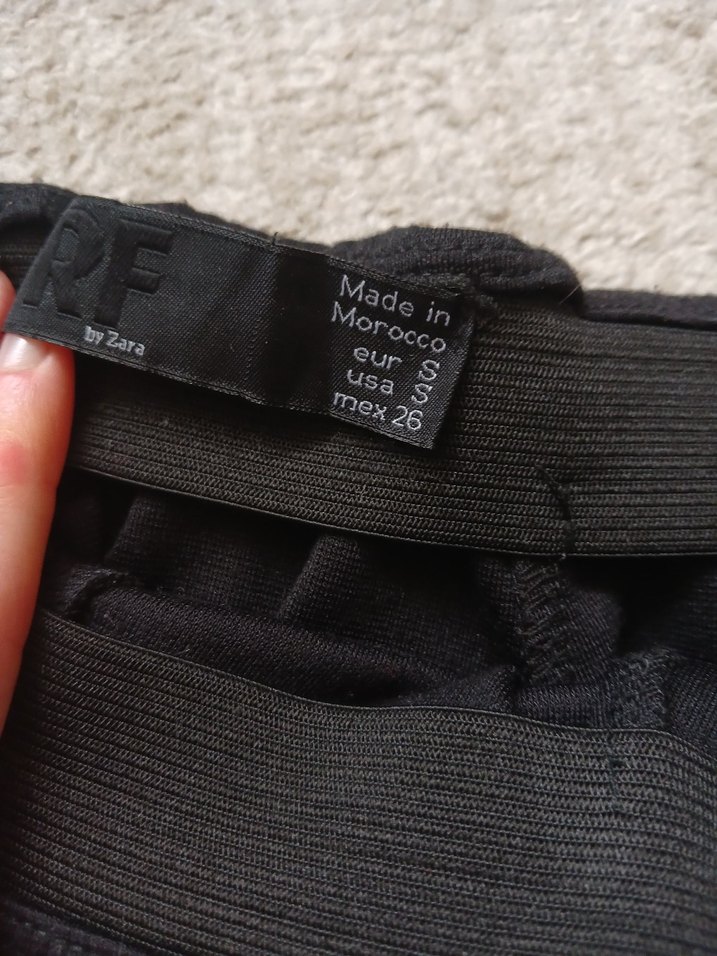 RF
by Zara
Made in
Morocco
eur S
usa S
mex 26